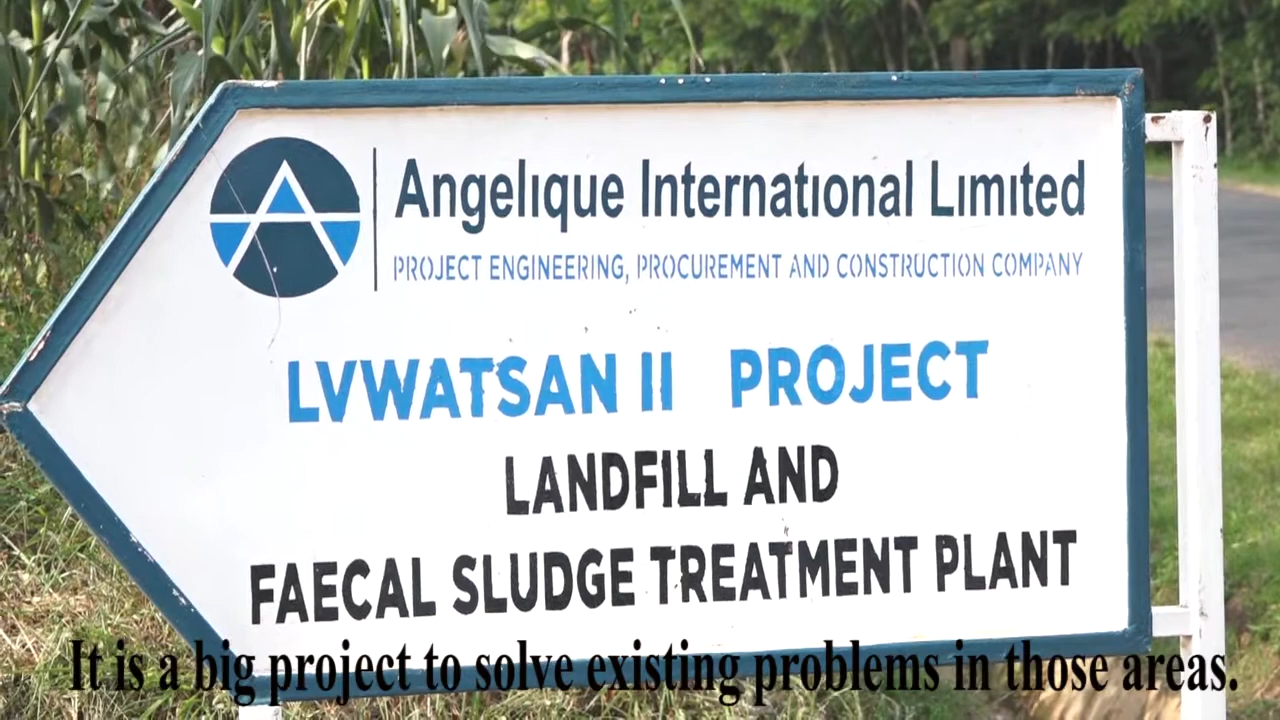 Angelique International Limited
PROJECT ENGINEERING, PROCUREMENT AND CONSTRUCTION COMPANY
LVWATSAN II PROJECT
LANDFILL AND
FAECAL SLUDGE TREATMENT PLANT
It is a big project to solve existing problems in those areas.